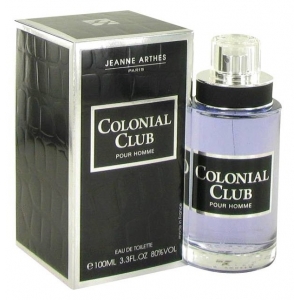 JEANNE ARTHES
PARIS
COLONIAL
CLUB
POUR HOMME
EAU DE TOILETTE
100ML 3.3FL.OZ 80%VOL
COLONIAL
CLUB
POUR HOMME